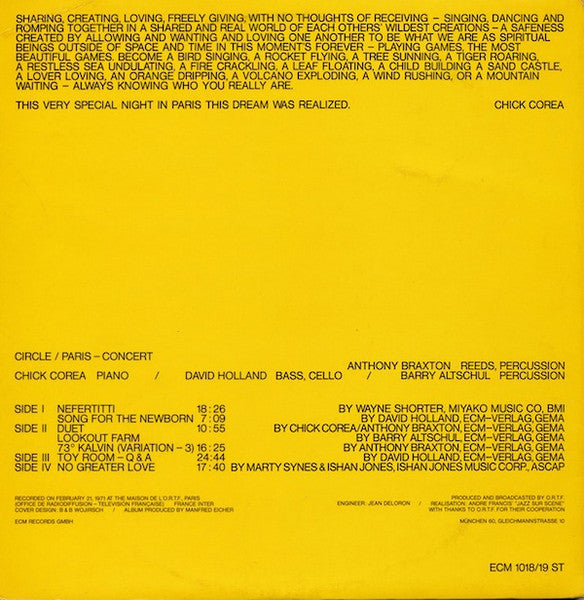 SHARING, CREATING, LOVING, FREELY GIVING, WITH NO THOUGHTS OF RECEIVING – SINGING, DANCING AND
ROMPING TOGETHER IN A SHARED AND REAL WORLD OF EACH OTHERS' WILDEST CREATIONS – A SAFENESS
CREATED BY ALLOWING AND WANTING AND LOVING ONE ANOTHER TO BE WHAT WE ARE AS SPIRITUAL
BEINGS OUTSIDE OF SPACE AND TIME IN THIS MOMENT'S FOREVER – PLAYING GAMES, THE MOST
BEAUTIFUL GAMES. BECOME A BIRD SINGING, A ROCKET FLYING, A TREE SUNNING, A TIGER ROARING,
A RESTLESS SEA UNDULATING, A FIRE CRACKLING, A LEAF FLOATING, A CHILD BUILDING A SAND CASTLE,
A LOVER LOVING, AN ORANGE DRIPPING, A VOLCANO EXPLODING, A WIND RUSHING, OR A MOUNTAIN
WAITING – ALWAYS KNOWING WHO YOU REALLY ARE.
THIS VERY SPECIAL NIGHT IN PARIS THIS DREAM WAS REALIZED. CHICK COREA
CIRCLE / PARIS – CONCERT
ANTHONY BRAXTON REEDS, PERCUSSION
CHICK COREA PIANO / DAVID HOLLAND BASS, CELLO / BARRY ALTSCHUL PERCUSSION
SIDE I NEFERTITTI 18:26 BY WAYNE SHORTER, MIYAKO MUSIC CO, BMI
SONG FOR THE NEWBORN 7:09 BY DAVID HOLLAND, ECM-VERLAG, GEMA
SIDE II DUET 10:55 BY CHICK COREA/ANTHONY BRAXTON, ECM-VERLAG, GEMA
LOOKOUT FARM BY BARRY ALTSCHUL, ECM-VERLAG, GEMA
73° KALVIN (VARIATION – 3) 16:25 BY ANTHONY BRAXTON, ECM-VERLAG, GEMA
SIDE III TOY ROOM – Q & A 24:44 BY DAVID HOLLAND, ECM-VERLAG, GEMA
SIDE IV NO GREATER LOVE 17:40 BY MARTY SYNES & ISHAN JONES, ISHAN JONES MUSIC CORP., ASCAP
RECORDED ON FEBRUARY 21, 1971 AT THE MAISON DE L'O.R.T.F., PARIS PRODUCED AND BROADCASTED BY O.R.T.F.
(OFFICE DE RADIODIFFUSION – TELEVISION FRANÇAISE) FRANCE INTER ENGINEER: JEAN DELORON / REALISATION: ANDRE FRANCIS "JAZZ SUR SCENE"
COVER DESIGN: B & B WOJIRSCH / ALBUM PRODUCED BY MANFRED EICHER WITH THANKS TO O.R.T.F. FOR THEIR COOPERATION
ECM RECORDS GMBH MÜNCHEN 60, GLEICHMANNSTRASSE 10
ECM 1018/19 ST